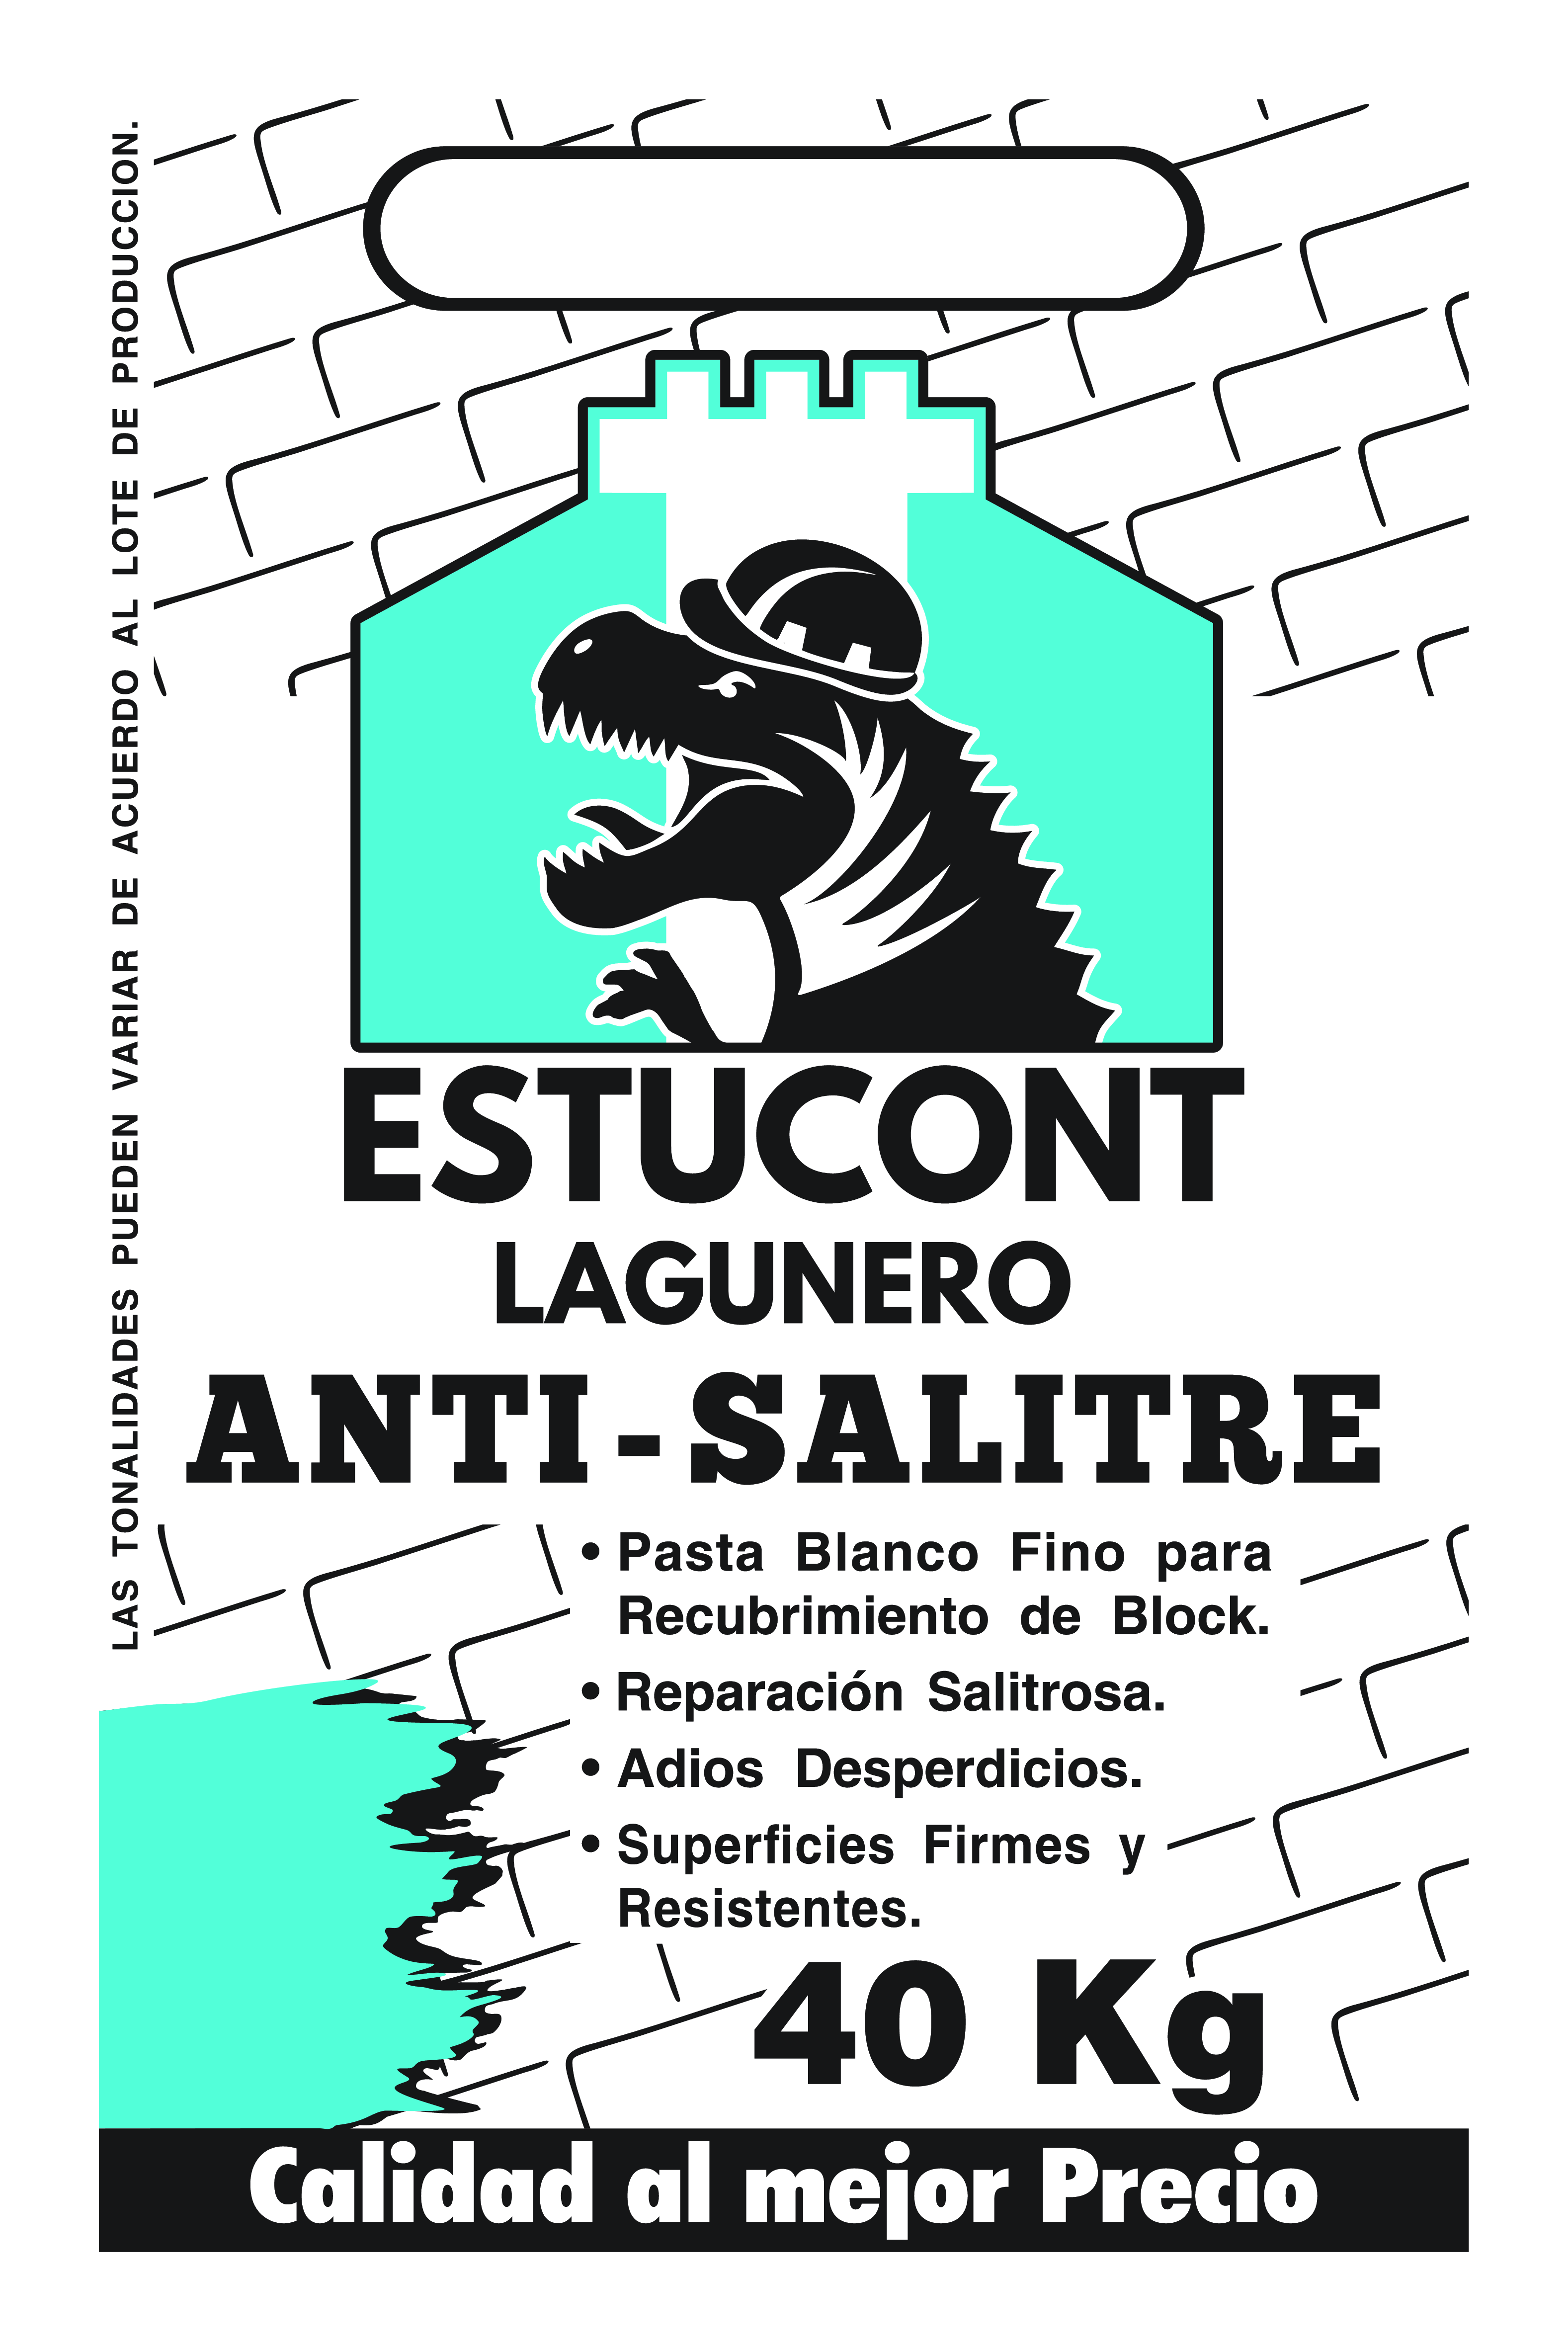 LAS TONALIDADES PUEDEN VARIAR DE ACUERDO AL LOTE DE PRODUCCION.
ESTUCONT
LAGUNERO
ANTI-SALITRE
• Pasta Blanco Fino para
Recubrimiento de Block.
• Reparación Salitrosa.
• Adios Desperdicios.
• Superficies Firmes y
Resistentes.
40 Kg
Calidad al mejor Precio